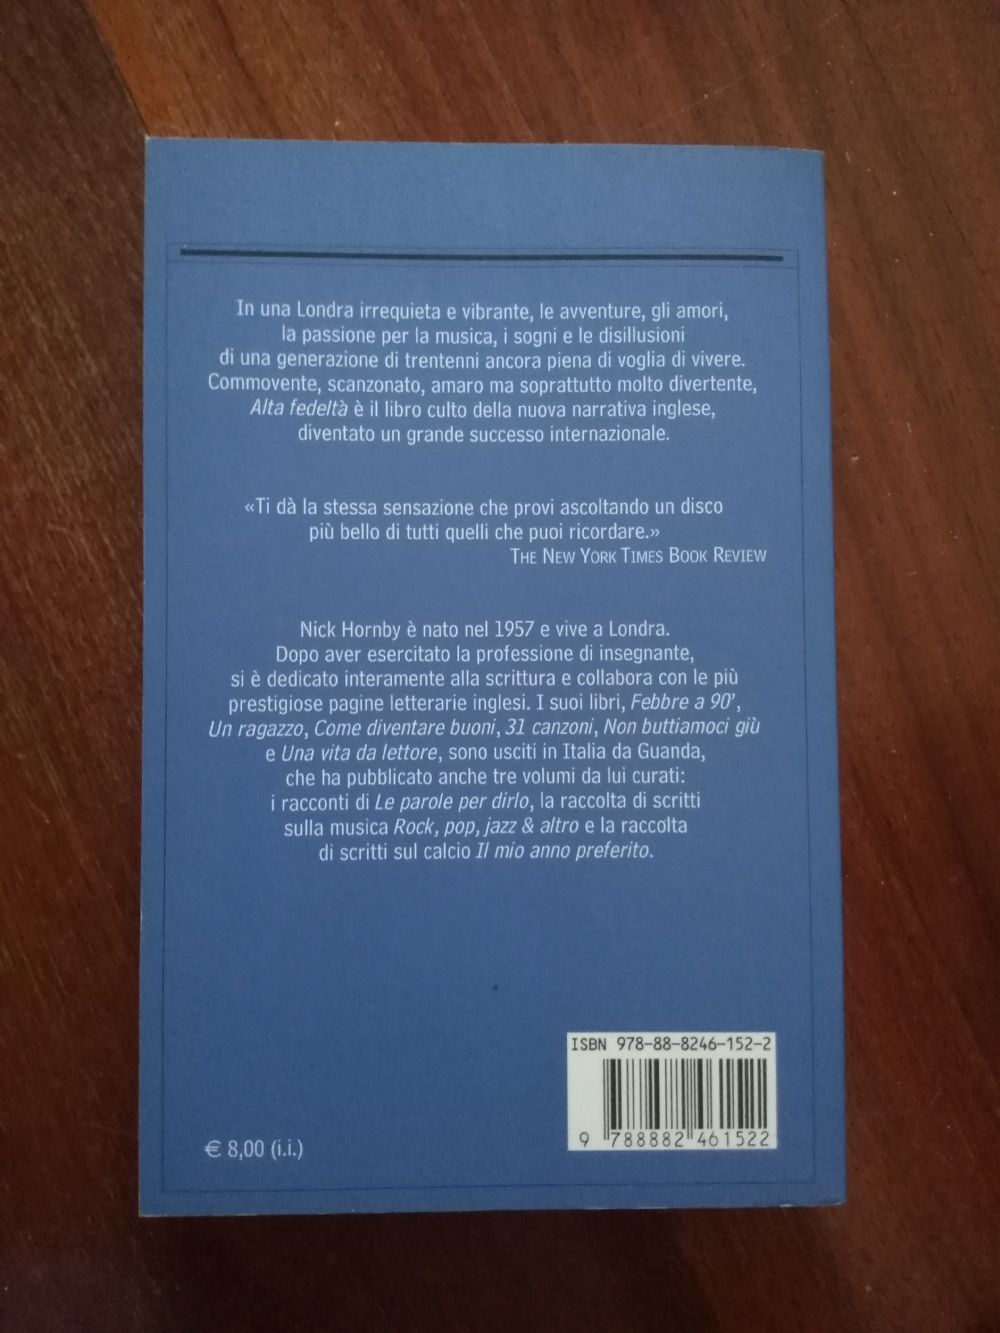 In una Londra irrequieta e vibrante, le avventure, gli amori,
la passione per la musica, i sogni e le disillusioni
di una generazione di trentenni ancora piena di voglia di vivere.
Commovente, scanzonato, amaro ma soprattutto molto divertente,
Alta fedeltà è il libro culto della nuova narrativa inglese,
diventato un grande successo internazionale.
«Ti dà la stessa sensazione che provi ascoltando un disco
più bello di tutti quelli che puoi ricordare.»
THE NEW YORK TIMES BOOK REVIEW
Nick Hornby è nato nel 1957 e vive a Londra.
Dopo aver esercitato la professione di insegnante,
si è dedicato interamente alla scrittura e collabora con le più
prestigiose pagine letterarie inglesi. I suoi libri, Febbre a 90',
Un ragazzo, Come diventare buoni, 31 canzoni, Non buttiamoci giù
e Una vita da lettore, sono usciti in Italia da Guanda,
che ha pubblicato anche tre volumi da lui curati:
i racconti di Le parole per dirlo, la raccolta di scritti
sulla musica Rock, pop, jazz & altro e la raccolta
di scritti sul calcio Il mio anno preferito.
ISBN 978-88-8246-152-2
9 788882 461522
€ 8,00 (i.i.)